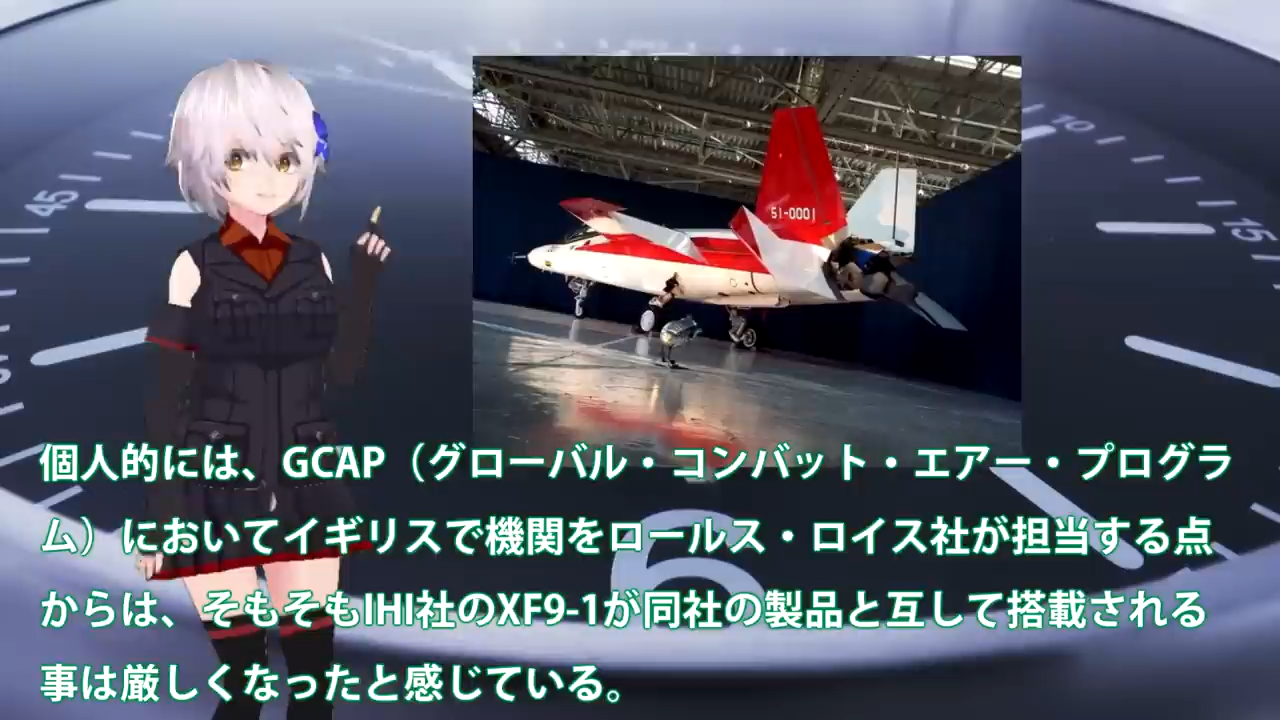 45
10
15
51-0001
個人的には、GCAP（グローバル・コンバット・エアー・プログラ
ム）においてイギリスで機関をロールス・ロイス社が担当する点
からは、そもそもIHI社のXF9-1が同社の製品と互して搭載される
事は厳しくなったと感じている。
6